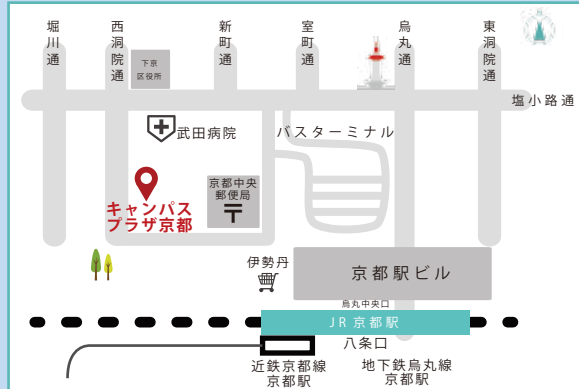 堀川通
西洞院通
新町通
室町通
烏丸通
東洞院通
下京
区役所
塩小路通
武田病院
バスターミナル
京都中央
郵便局
〒
キャンパス
プラザ京都
伊勢丹
京都駅ビル
烏丸中央口
JR京都駅
八条口
近鉄京都線
京都駅
地下鉄烏丸線
京都駅